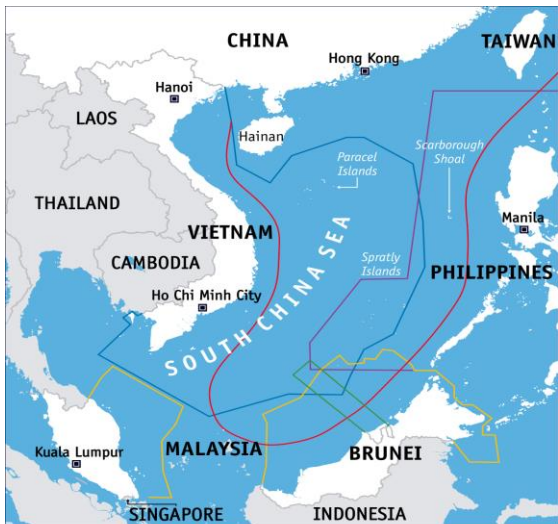 CHINA
TAIWAN
Hong Kong
Hanoi
LAOS
Hainan
Paracel
Islands
Scarborough
Shoal
THAILAND
VIETNAM
Manila
CAMBODIA
Spratly
Islands
PHILIPPINES
Ho Chi Minh City
SOUTH CHINA SEA
Kuala Lumpur
MALAYSIA
BRUNEI
SINGAPORE
INDONESIA